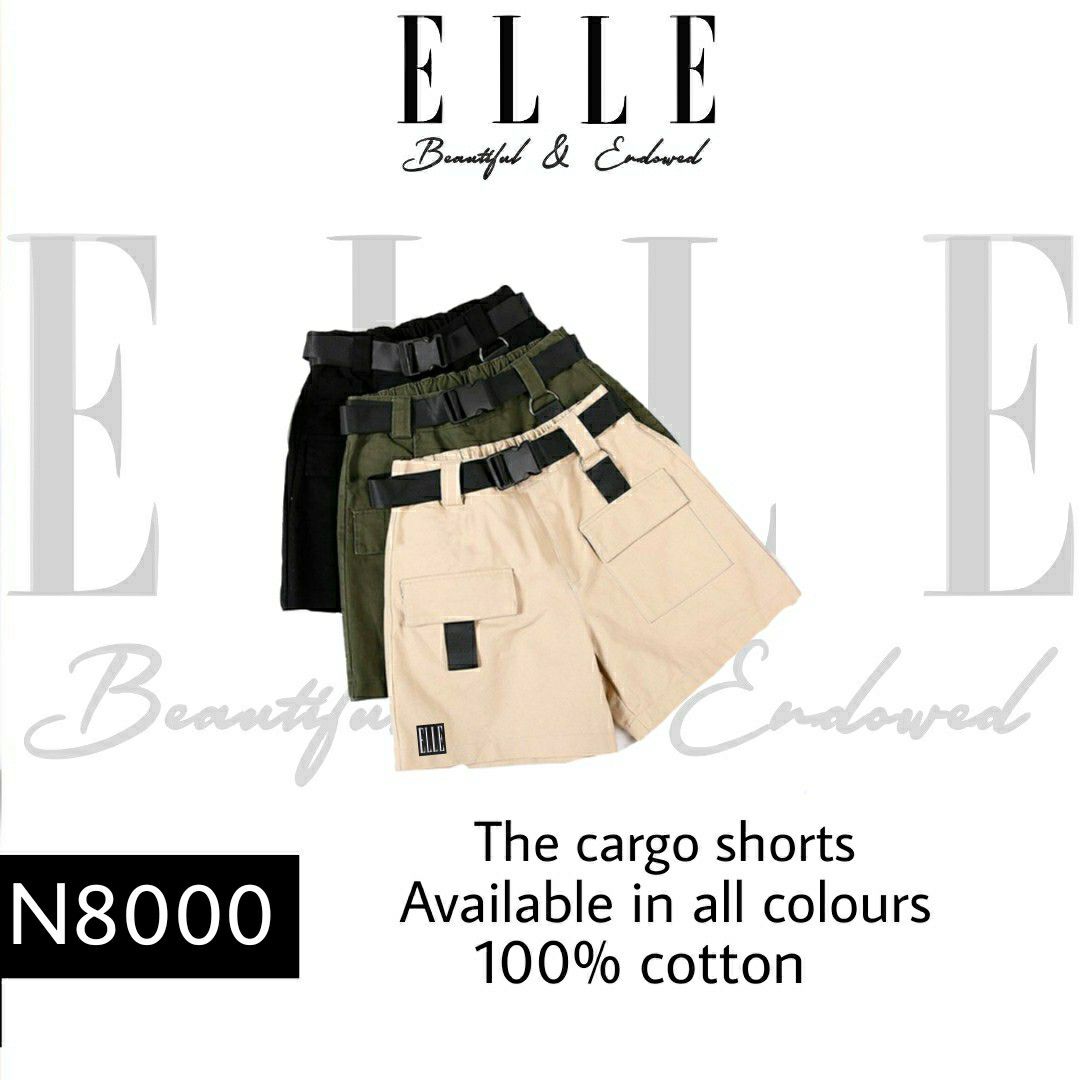 ELLE
Beautiful & Endowed
ELLE
Beautiful Endowed
ELLE
The cargo shorts
Available in all colours
N8000
100% cotton